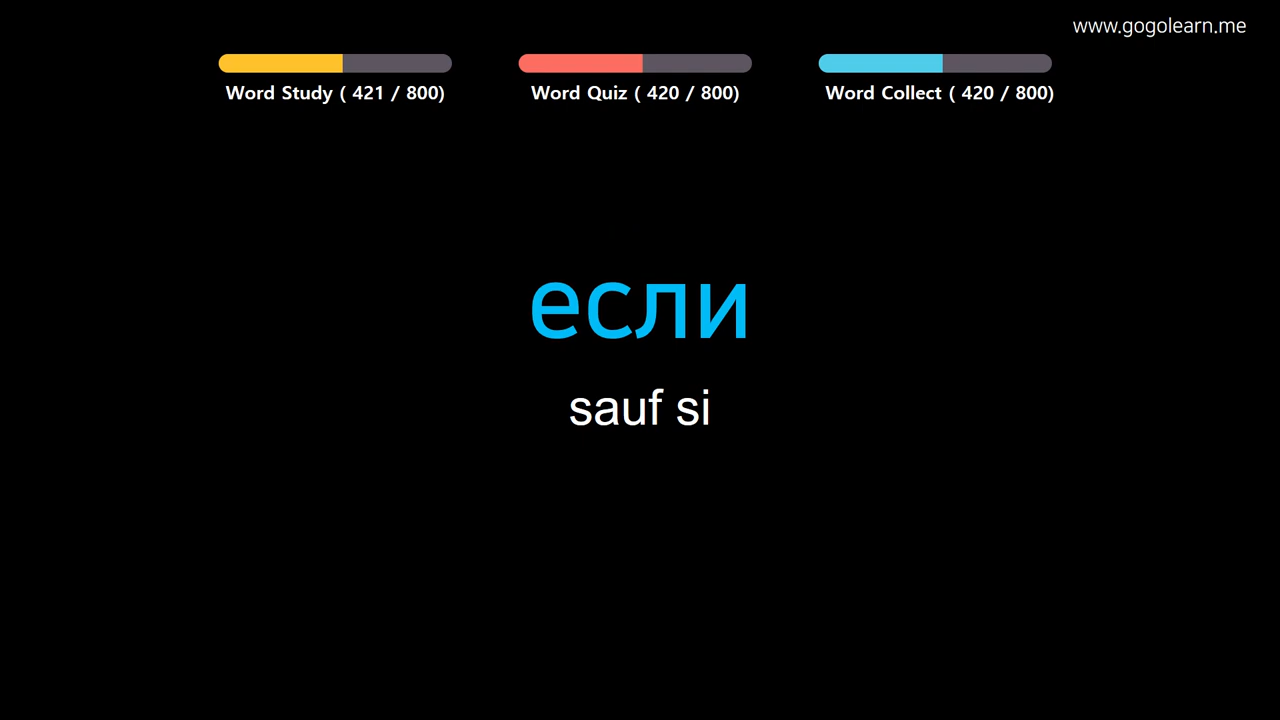 www.gogolearn.me
Word Study ( 421 / 800)
Word Quiz ( 420 / 800)
Word Collect ( 420 / 800)
если
sauf si